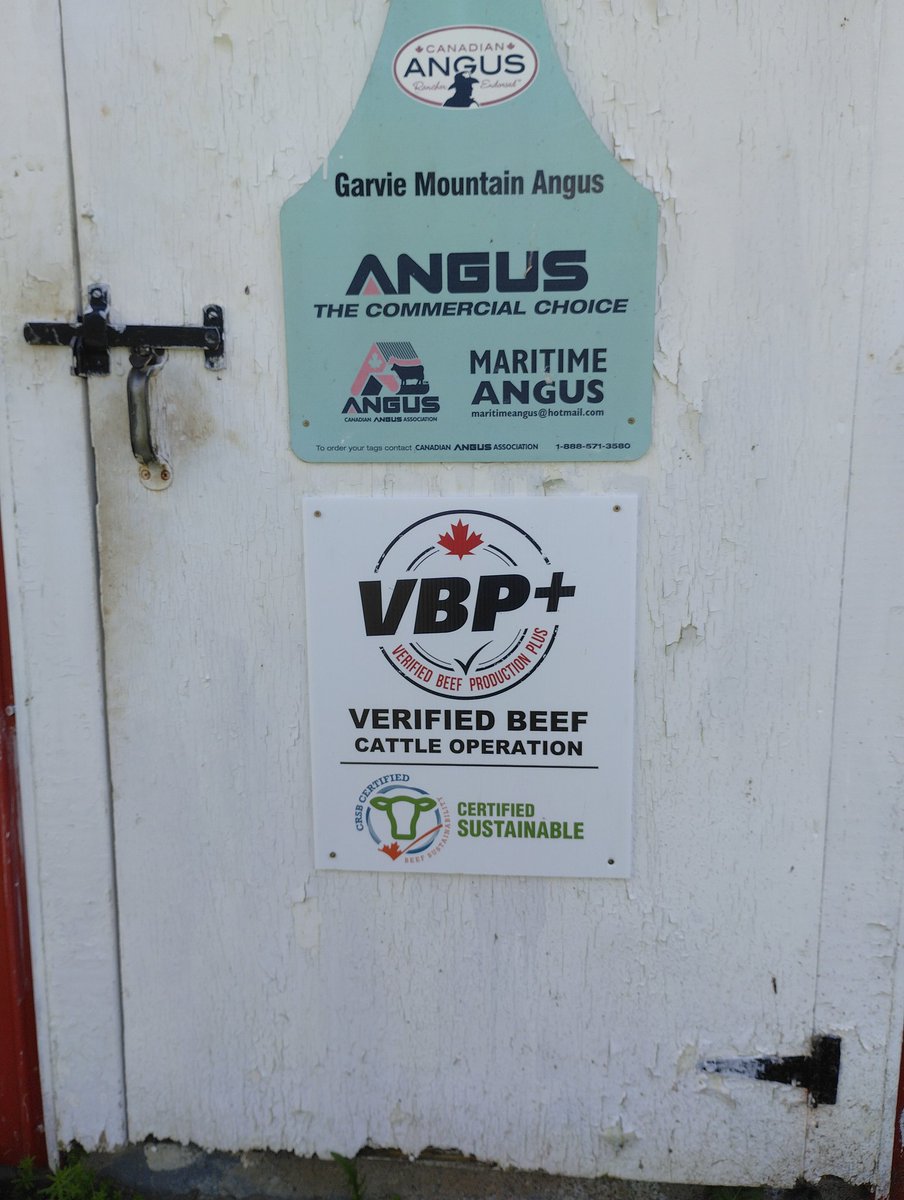 CANADIAN
ANGUS
Rancher Endorsed™
Garvie Mountain Angus
ANGUS
THE COMMERCIAL CHOICE
ANGUS
CANADIAN ANGUS ASSOCIATION
MARITIME
ANGUS
maritimeangus@hotmail.com
To order your tags contact CANADIAN ANGUS ASSOCIATION 1-888-571-3580
VBP+
VERIFIED BEEF PRODUCTION PLUS
VERIFIED BEEF
CATTLE OPERATION
CRSB CERTIFIED
BEEF SUSTAINABILITY
CERTIFIED
SUSTAINABLE